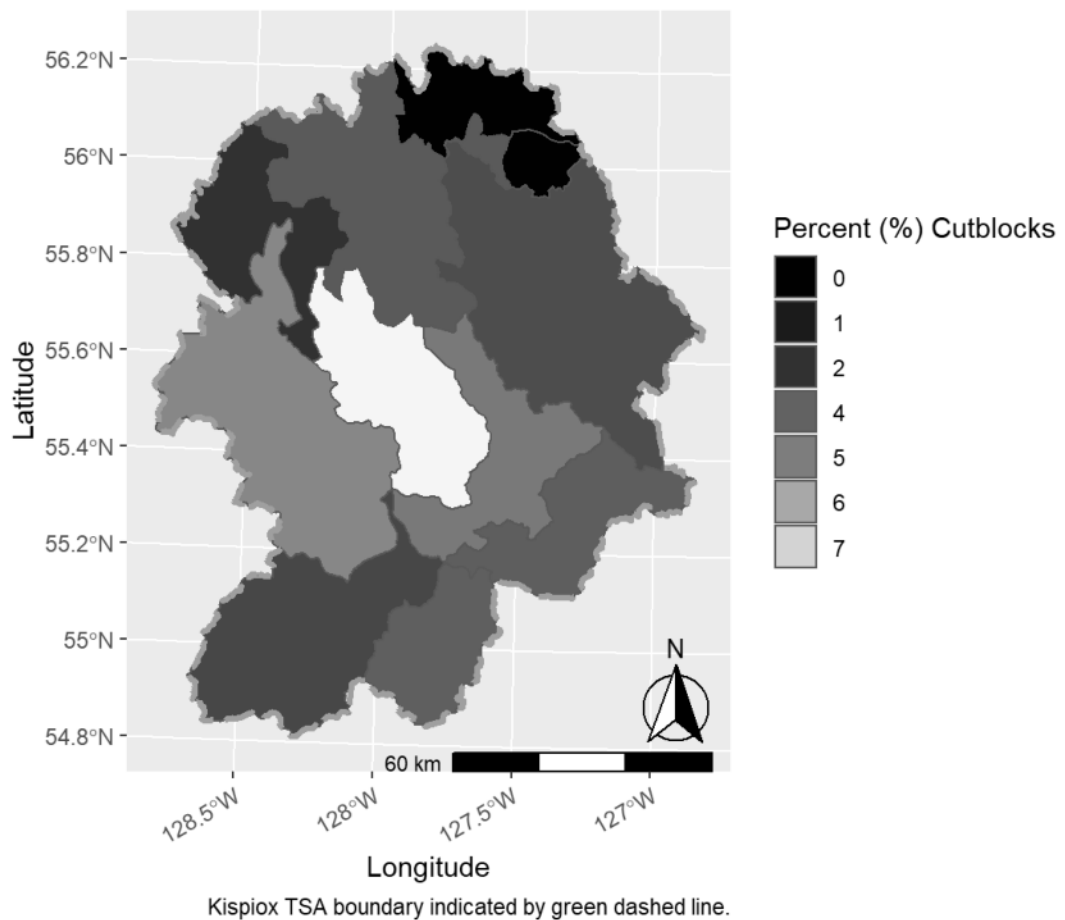 56.2°N
56°N
55.8°N
55.6°N
55.4°N
55.2°N
55°N
54.8°N
Latitude
128.5°W
128°W
127.5°W
127°W
Longitude
N
60 km
Percent (%) Cutblocks
0
1
2
4
5
6
7
Kispiox TSA boundary indicated by green dashed line.